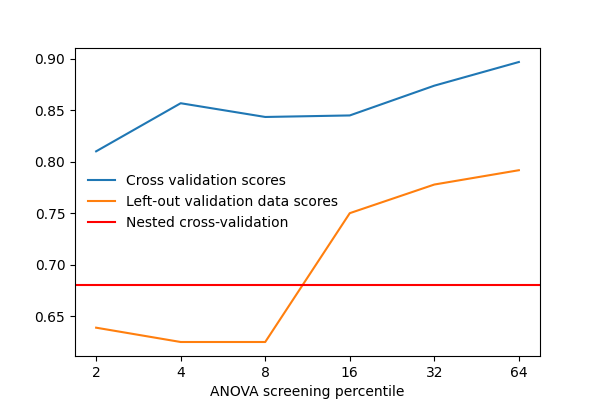 0.90
0.85
0.80
0.75
0.70
0.65
Cross validation scores
Left-out validation data scores
Nested cross-validation
2 4 8 16 32 64
ANOVA screening percentile